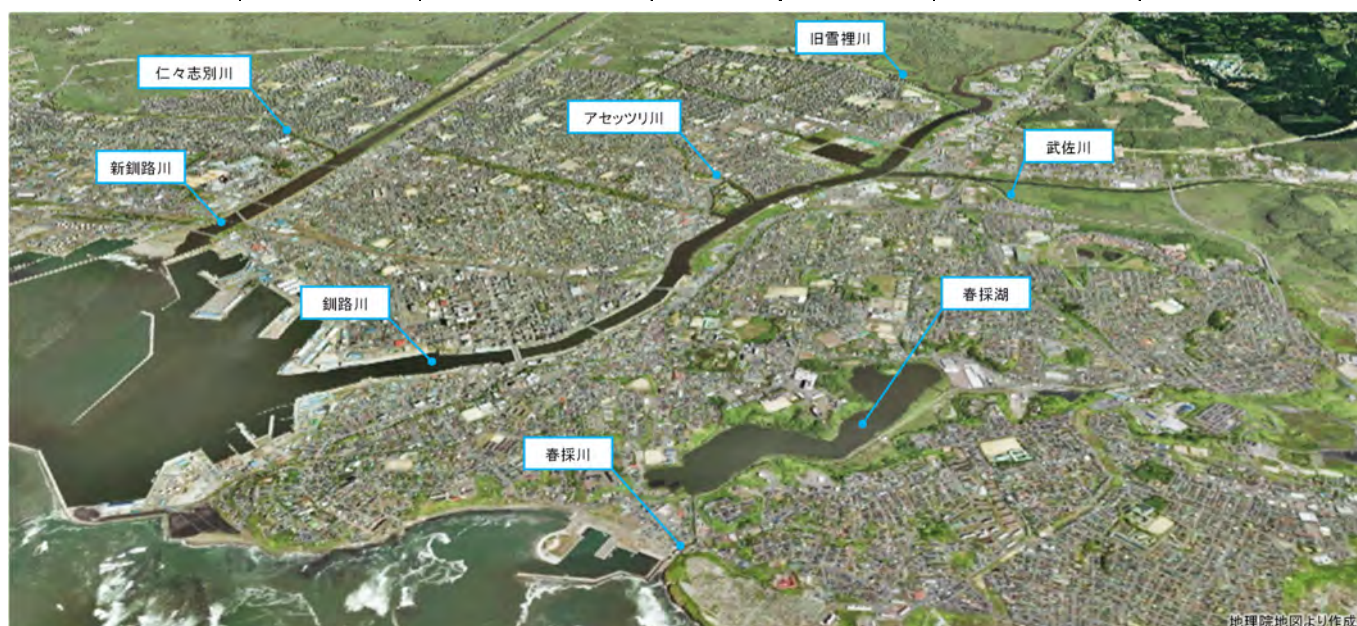 旧雪裡川
仁々志別川
アセッツリ川
武佐川
新釧路川
釧路川
春採湖
春採川
地理院地図より作成